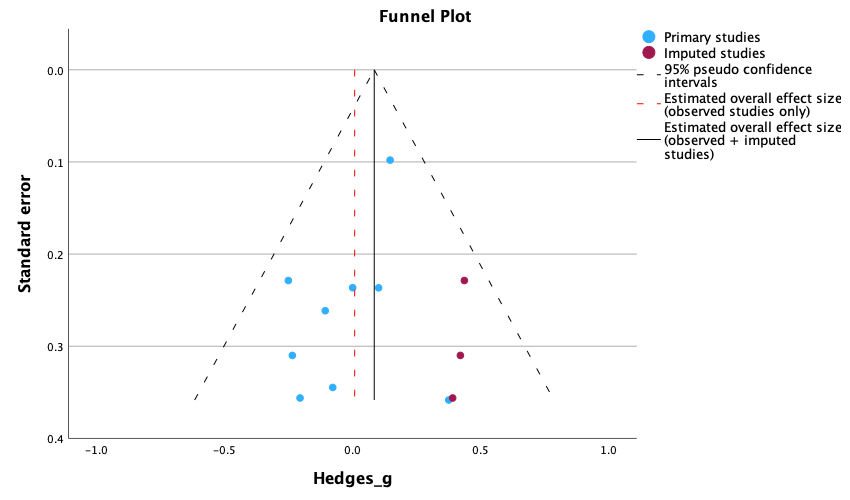 Funnel Plot
Primary studies
Imputed studies
95% pseudo confidence
intervals
Estimated overall effect size
(observed studies only)
Estimated overall effect size
(observed + imputed
studies)
Standard error
0.0
0.1
0.2
0.3
0.4
-1.0
-0.5
0.0
0.5
1.0
Hedges_g